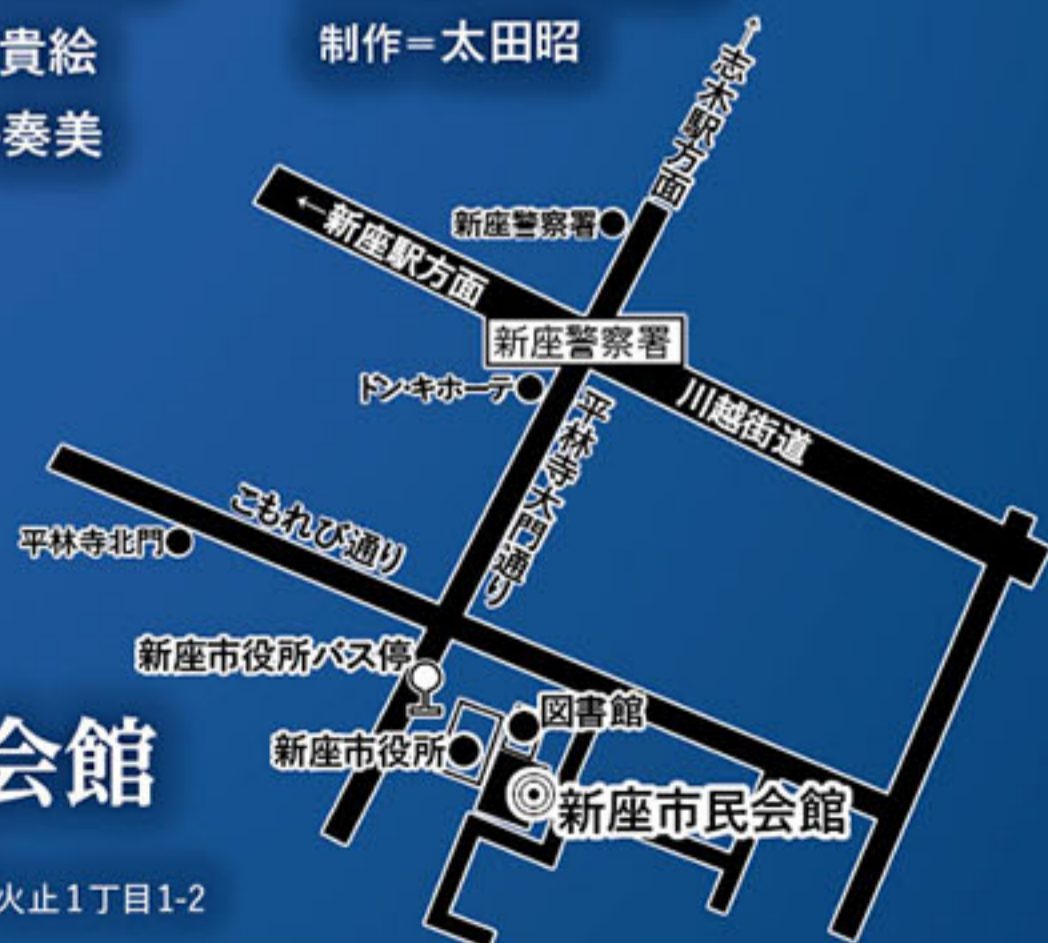 貴絵
奏美
制作=太田昭
志木駅方面
新座警察署
←新座駅方面
新座警察署
ドン・キホーテ
川越街道
平林寺大門通り
こもれび通り
平林寺北門
新座市役所バス停
図書館
新座市役所
新座市民会館
会館
火止1丁目1-2